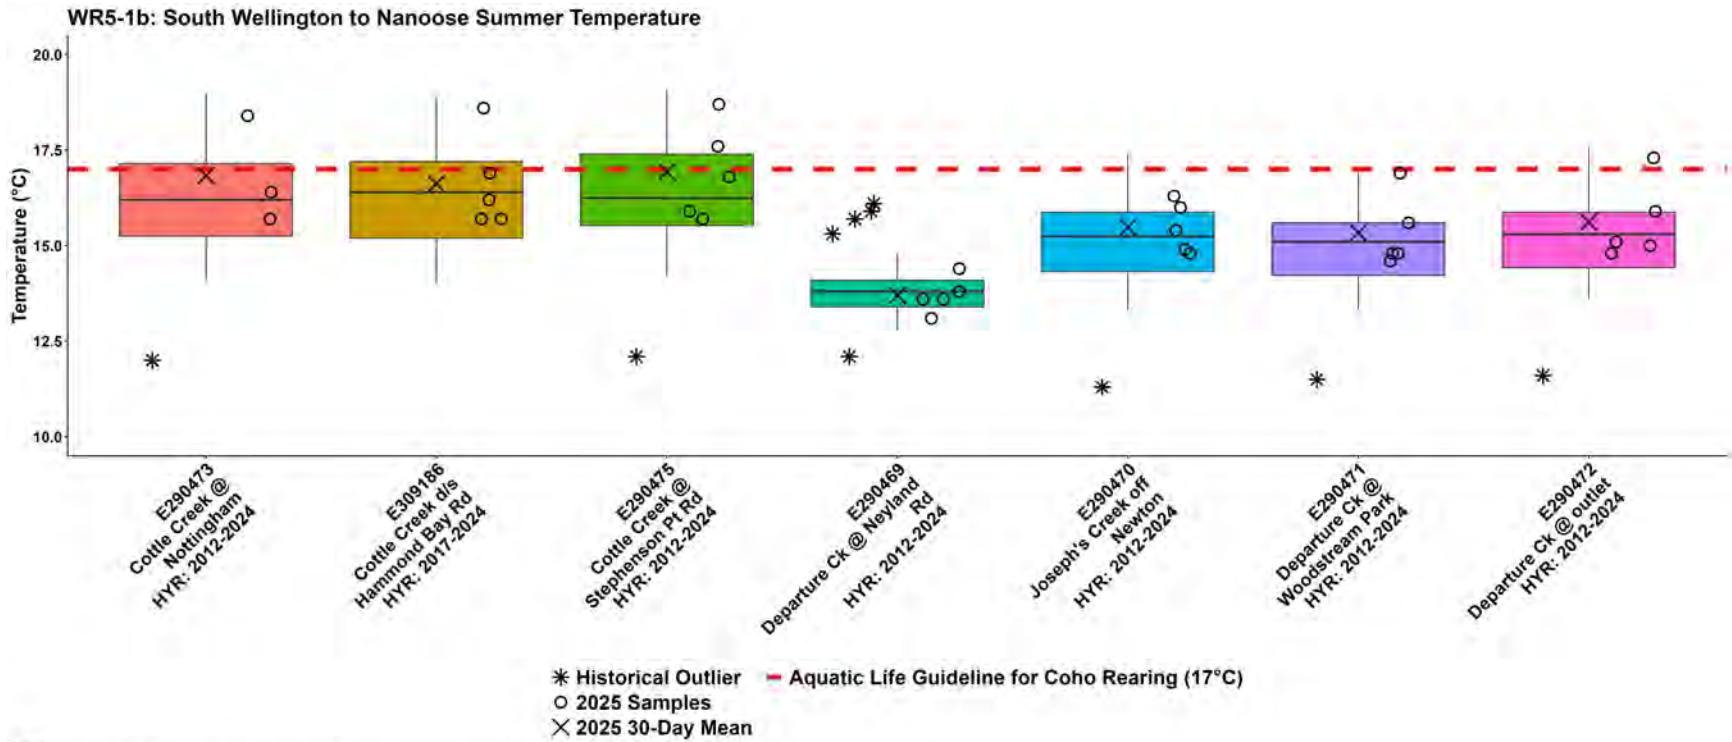 WR5-1b: South Wellington to Nanoose Summer Temperature
Temperature (°C)
20.0
17.5
15.0
12.5
10.0
E290473
Cottle Creek @
Nottingham
HYR: 2012-2024
E309186
Cottle Creek d/s
Hammond Bay Rd
HYR: 2017-2024
E290475
Cottle Creek @
Stephenson Pt Rd
HYR: 2012-2024
E290469
Departure Ck @ Neyland
Rd
HYR: 2012-2024
E290470
Joseph's Creek off
Newton
HYR: 2012-2024
E290471
Departure Ck @
Woodstream Park
HYR: 2012-2024
E290472
Departure Ck @ outlet
HYR: 2012-2024
Historical Outlier
Aquatic Life Guideline for Coho Rearing (17°C)
2025 Samples
2025 30-Day Mean